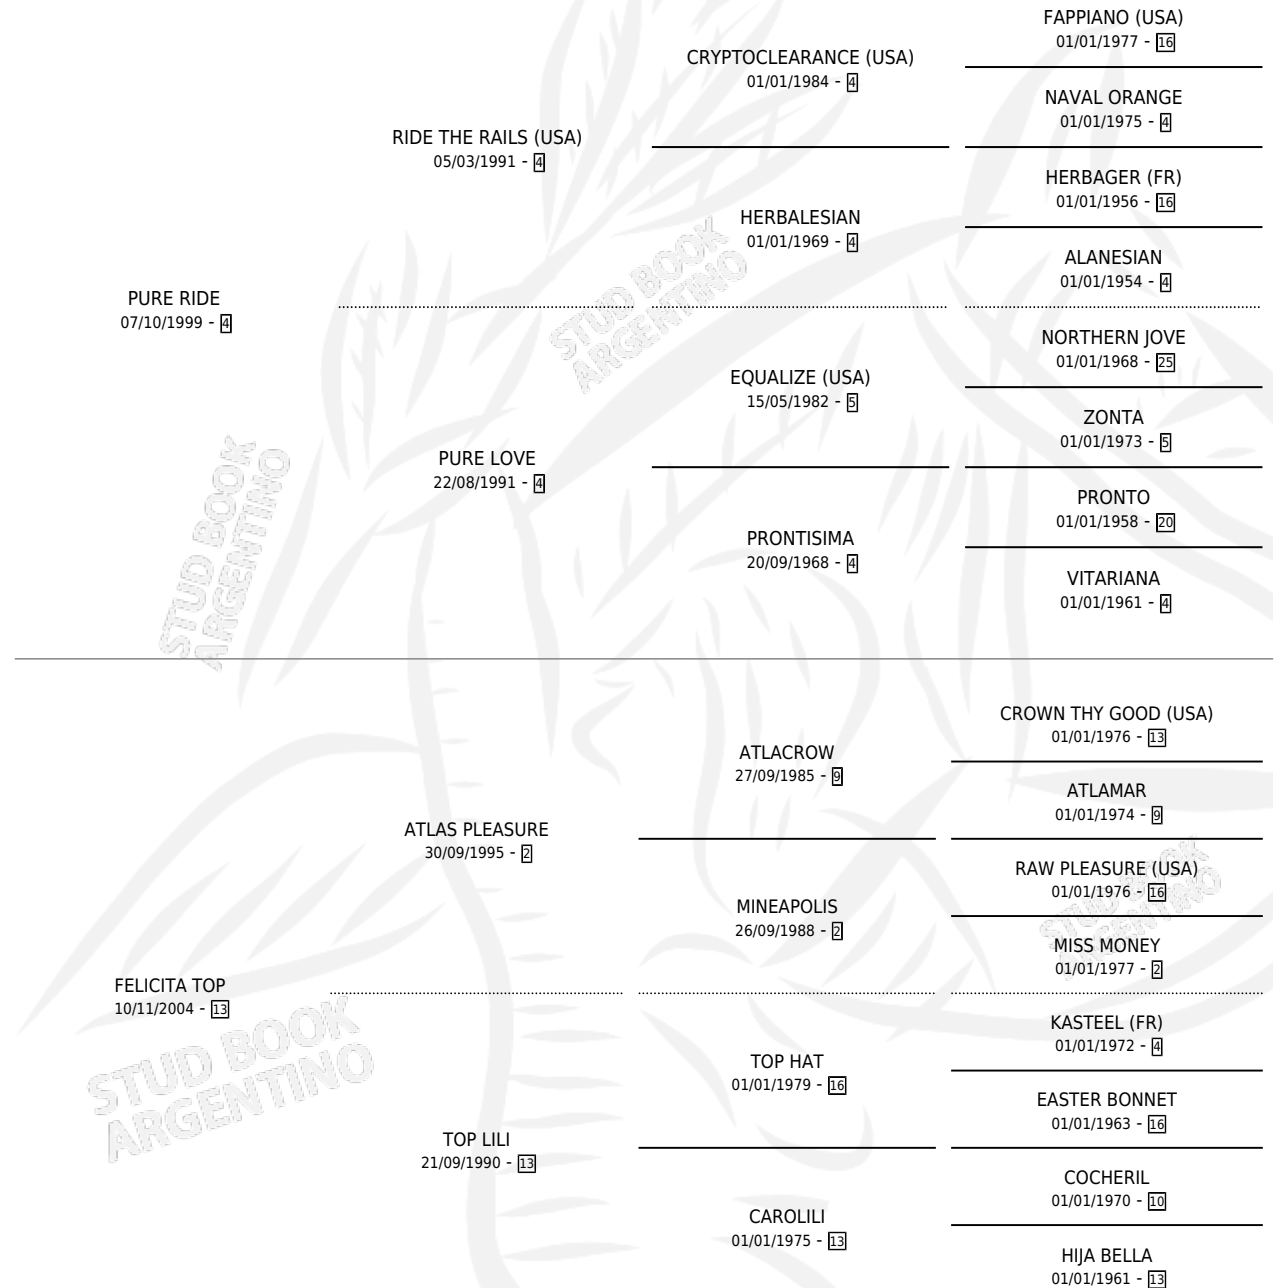 FAPPIANO (USA)
01/01/1977 - 16
CRYPTOCLEARANCE (USA)
01/01/1984 - 4
NAVAL ORANGE
01/01/1975 - 4
RIDE THE RAILS (USA)
05/03/1991 - 4
HERBAGER (FR)
01/01/1956 - 16
HERBALESIAN
01/01/1969 - 4
ALANESIAN
01/01/1954 - 4
PURE RIDE
07/10/1999 - 4
STUD BOOK
ARGENTINO
NORTHERN JOVE
01/01/1968 - 25
EQUALIZE (USA)
15/05/1982 - 5
ZONTA
01/01/1973 - 5
PURE LOVE
22/08/1991 - 4
PRONTO
01/01/1958 - 20
PRONTISIMA
20/09/1968 - 4
VITARIANA
01/01/1961 - 4
STUD BOOK
ARGENTINO
CROWN THY GOOD (USA)
01/01/1976 - 13
ATLACROW
27/09/1985 - 9
ATLAMAR
01/01/1974 - 9
ATLAS PLEASURE
30/09/1995 - 2
RAW PLEASURE (USA)
01/01/1976 - 16
STUD BOOK
ARGENTINO
MINEAPOLIS
26/09/1988 - 2
MISS MONEY
01/01/1977 - 2
FELICITA TOP
10/11/2004 - 13
STUD BOOK
ARGENTINO
KASTEEL (FR)
01/01/1972 - 4
TOP HAT
01/01/1979 - 16
EASTER BONNET
01/01/1963 - 16
TOP LILI
21/09/1990 - 13
COCHERIL
01/01/1970 - 10
CAROLILI
01/01/1975 - 13
HIJA BELLA
01/01/1961 - 13